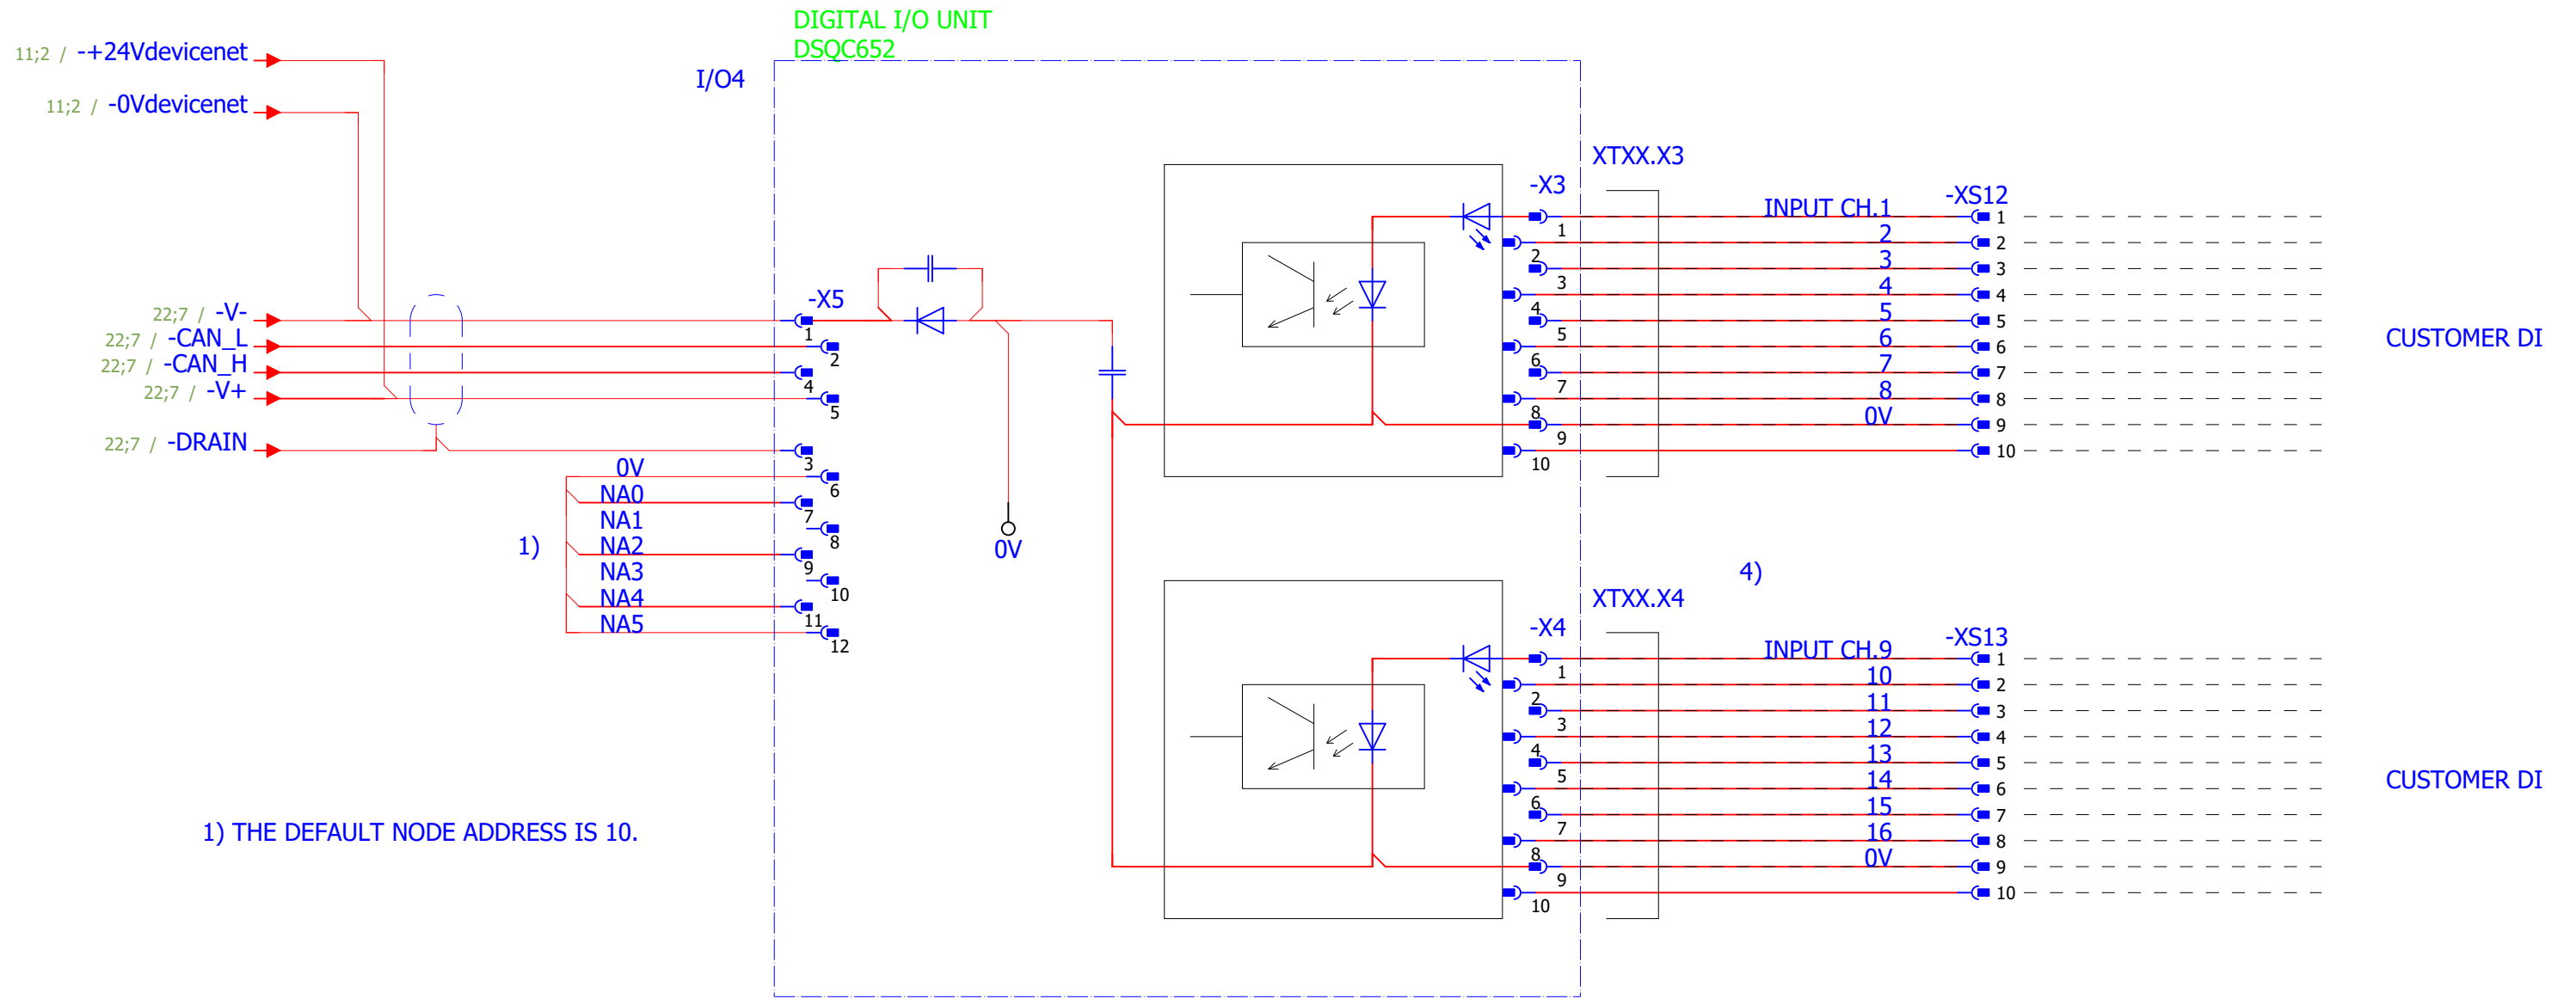 DIGITAL I/O UNIT
DSQC652
I/O4
11;2 / -+24Vdevicenet
11;2 / -0Vdevicenet
22;7 / -V-
22;7 / -CAN_L
22;7 / -CAN_H
22;7 / -V+
22;7 / -DRAIN
0V
NA0
NA1
NA2
NA3
NA4
NA5
1)
-X5
1
2
4
5
3
6
7
8
9
10
11
12
0V
XTXX.X3
-X3
1
2
3
4
5
6
7
8
9
10
INPUT CH.1
2
3
4
5
6
7
8
0V
-XS12
1
2
3
4
5
6
7
8
9
10
CUSTOMER DI
4)
XTXX.X4
-X4
1
2
3
4
5
6
7
8
9
10
INPUT CH.9
10
11
12
13
14
15
16
0V
-XS13
1
2
3
4
5
6
7
8
9
10
CUSTOMER DI
1) THE DEFAULT NODE ADDRESS IS 10.